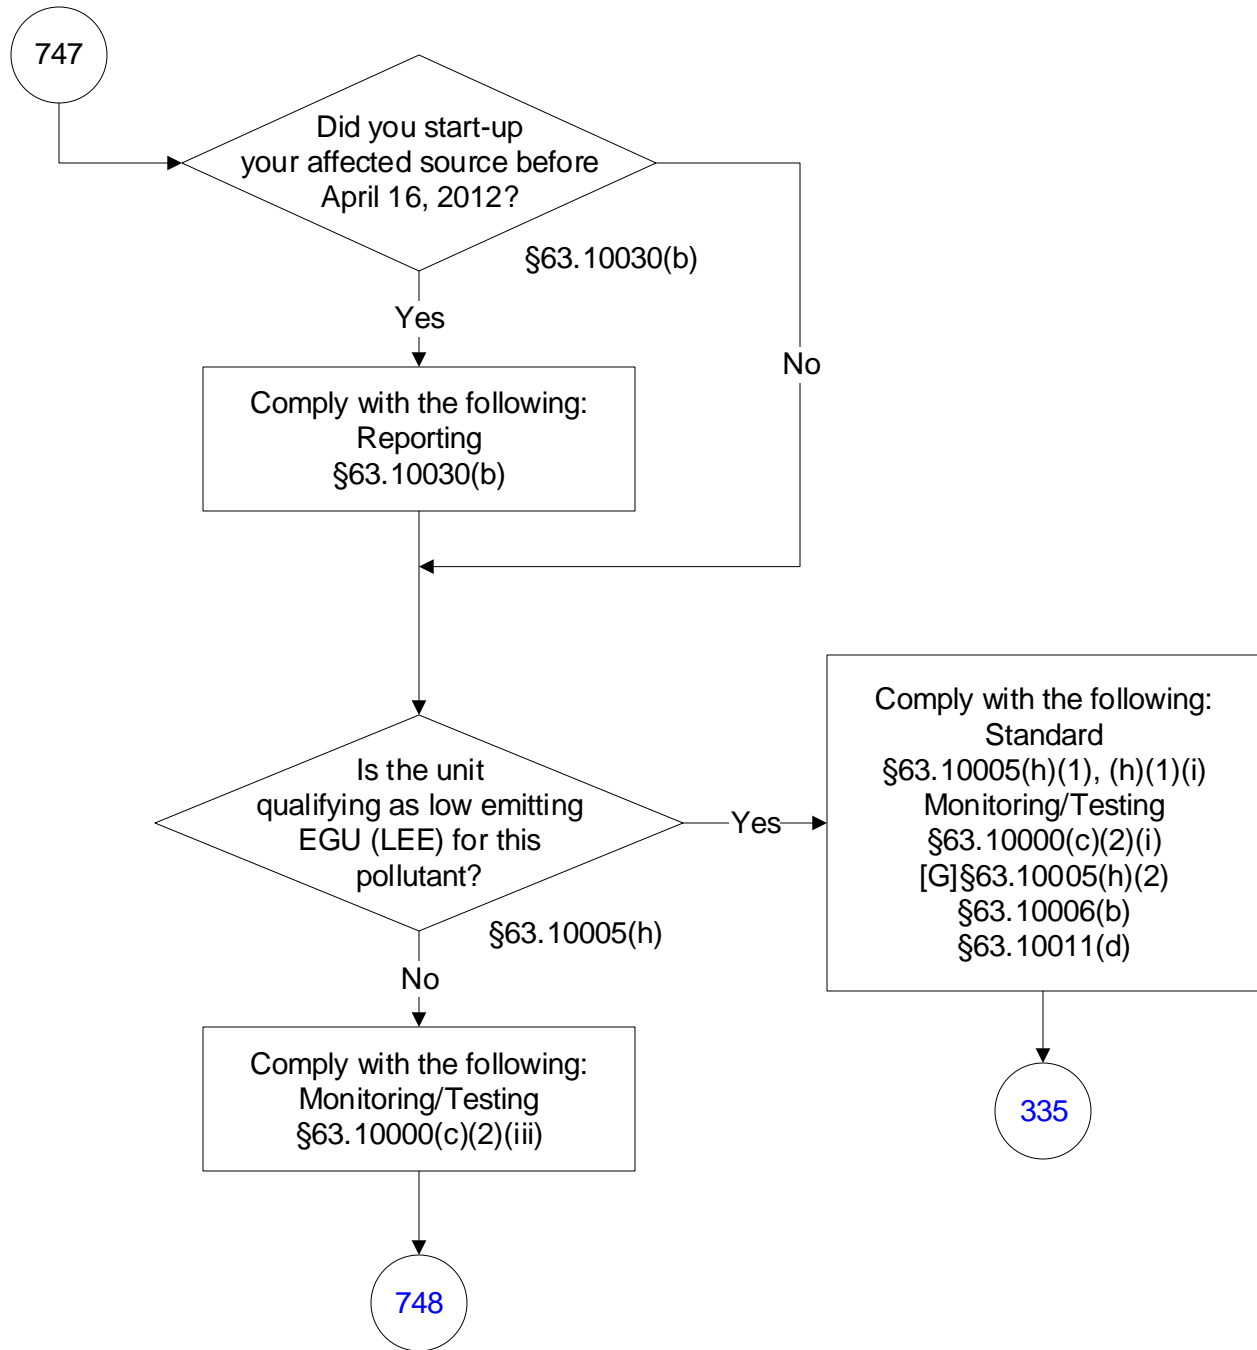 747
Did you start-up
your affected source before
April 16, 2012?
§63.10030(b)
Yes
No
Comply with the following:
Reporting
§63.10030(b)
Is the unit
qualifying as low emitting
EGU (LEE) for this
pollutant?
§63.10005(h)
Yes
Comply with the following:
Standard
§63.10005(h)(1), (h)(1)(i)
Monitoring/Testing
§63.10000(c)(2)(i)
[G]§63.10005(h)(2)
§63.10006(b)
§63.10011(d)
335
No
Comply with the following:
Monitoring/Testing
§63.10000(c)(2)(iii)
748